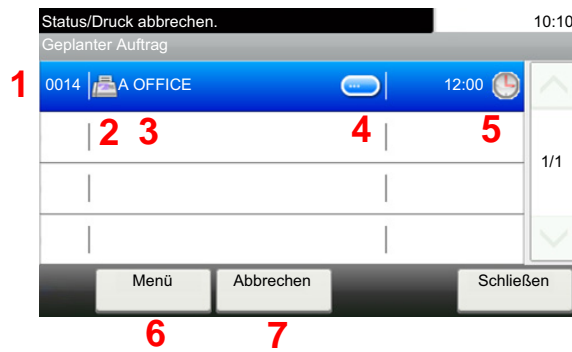 Status/Druck abbrechen. 10:10
Geplanter Auftrag
1 0014 A OFFICE ... 12:00
2 3 4 5
1/1
Menü Abbrechen Schließen
6 7